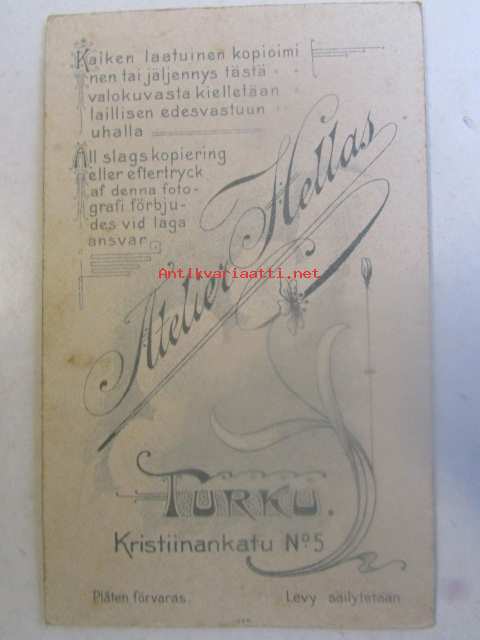 Kaiken laatuinen kopioimi
nen tai jäljennys tästä
valokuvasta kielletään
laillisen edesvastuun
uhalla
All slags kopiering
eller eftertryck
af denna foto-
grafi förbju-
des vid laga
ansvar.
Antikvariaatti.net
Atelier Hellas
TURKU.
Kristiinankatu No 5
Plåten förvaras.
Levy säilytetään